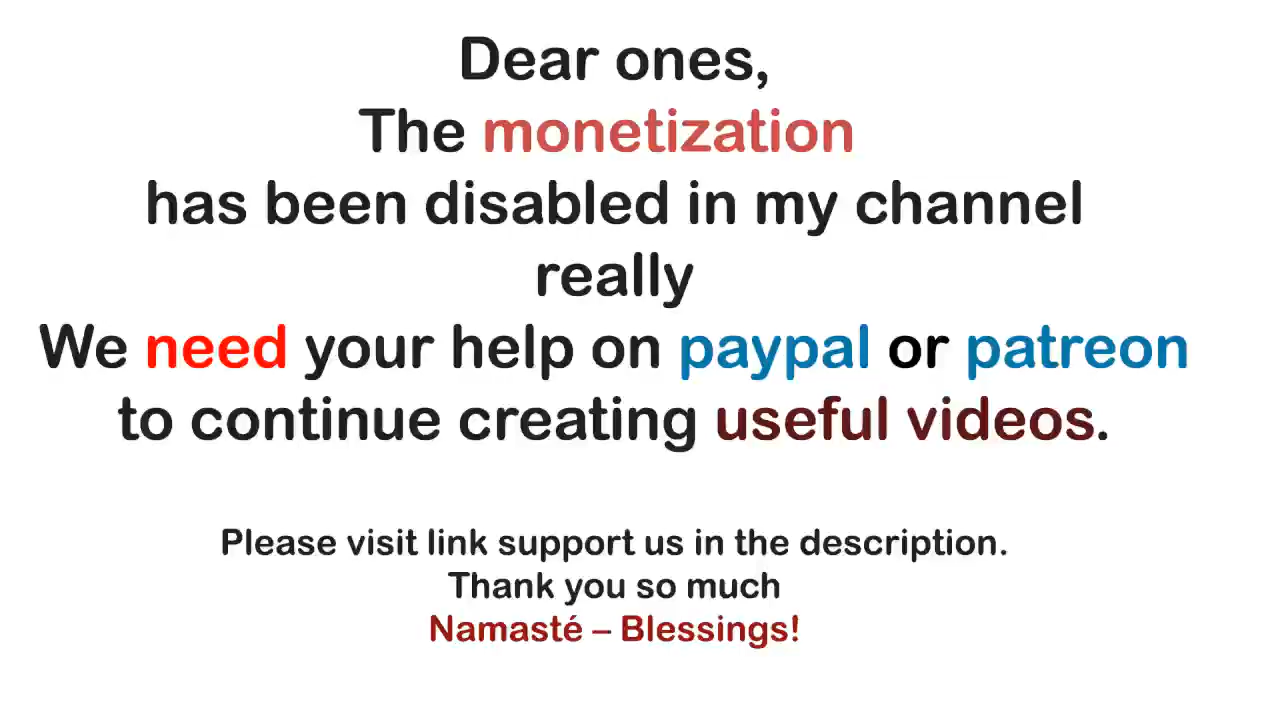 Dear ones,
The monetization
has been disabled in my channel
really
We need your help on paypal or patreon
to continue creating useful videos.
Please visit link support us in the description.
Thank you so much
Namasté – Blessings!